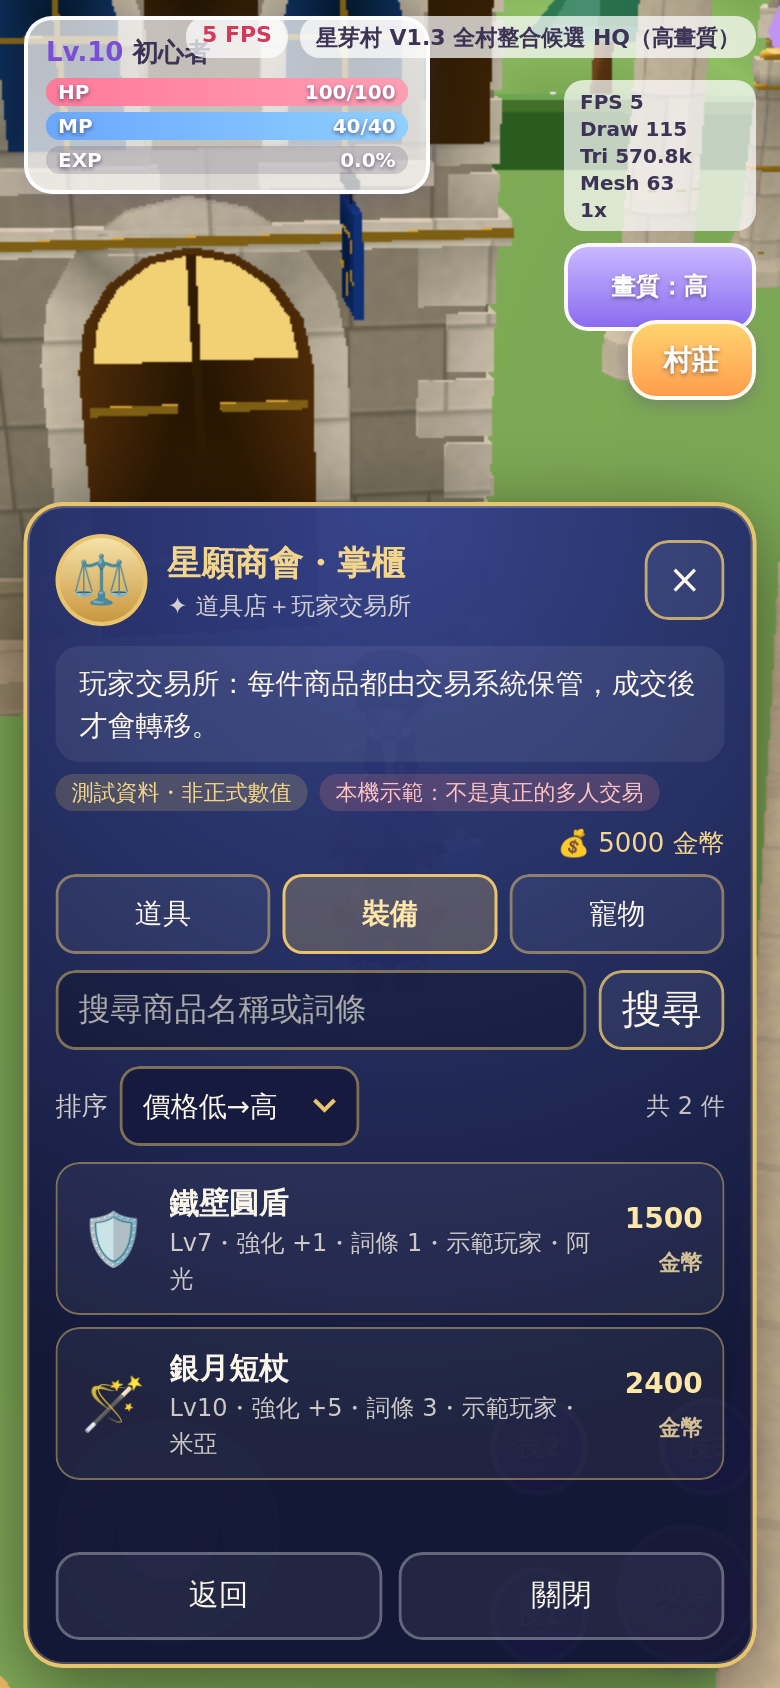 5 FPS
星芽村 V1.3 全村整合候選 HQ（高畫質）
Lv.10 初心者
HP 100/100
MP 40/40
EXP 0.0%
FPS 5
Draw 115
Tri 570.8k
Mesh 63
1x
畫質：高
村莊
星願商會・掌櫃
✦ 道具店＋玩家交易所
×
玩家交易所：每件商品都由交易系統保管，成交後
才會轉移。
測試資料・非正式數值 本機示範：不是真正的多人交易
💰 5000 金幣
道具 裝備 寵物
搜尋商品名稱或詞條 搜尋
排序 價格低→高 共 2 件
鐵壁圓盾
Lv7・強化 +1・詞條 1・示範玩家・阿
光
1500
金幣
銀月短杖
Lv10・強化 +5・詞條 3・示範玩家・
米亞
2400
金幣
技2
返回 關閉